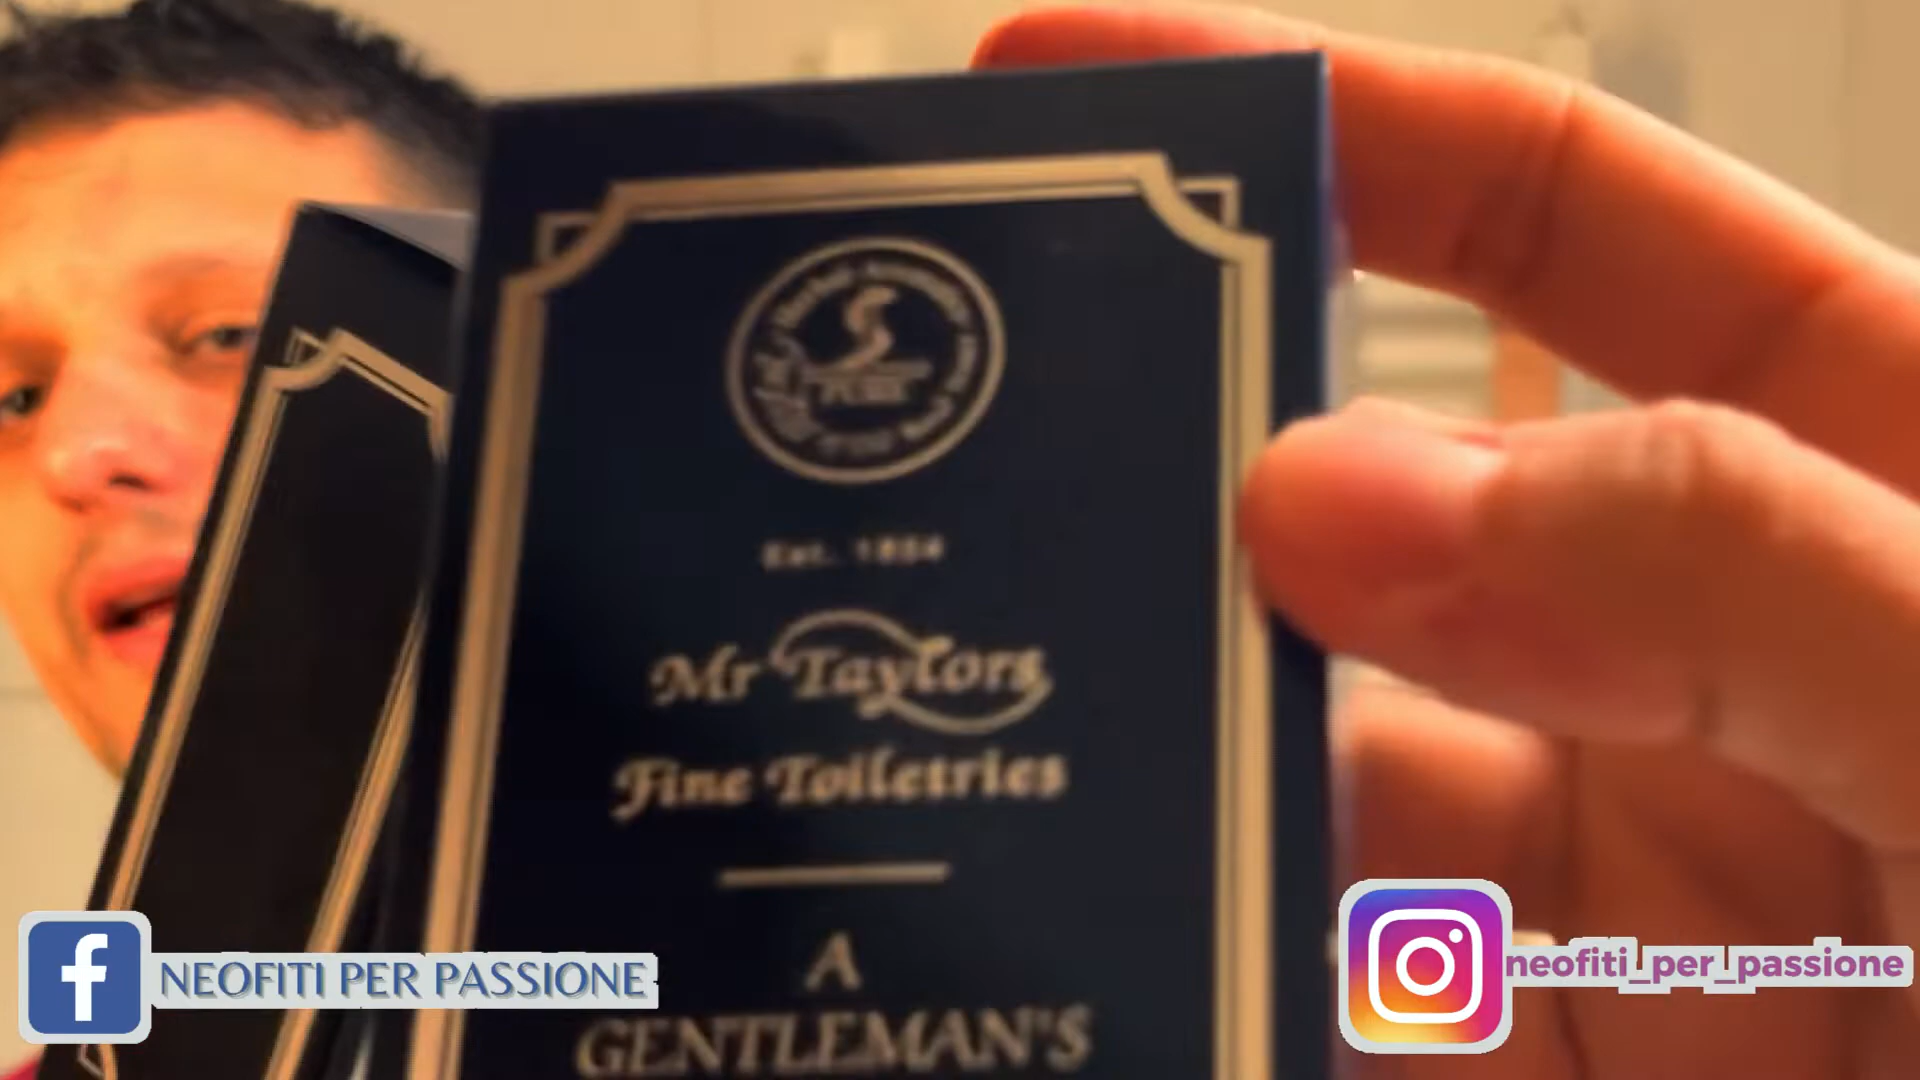 Est. 1854
Mr Taylors
Fine Toiletries
A
GENTLEMAN'S
NEOFITI PER PASSIONE
neofiti_per_passione